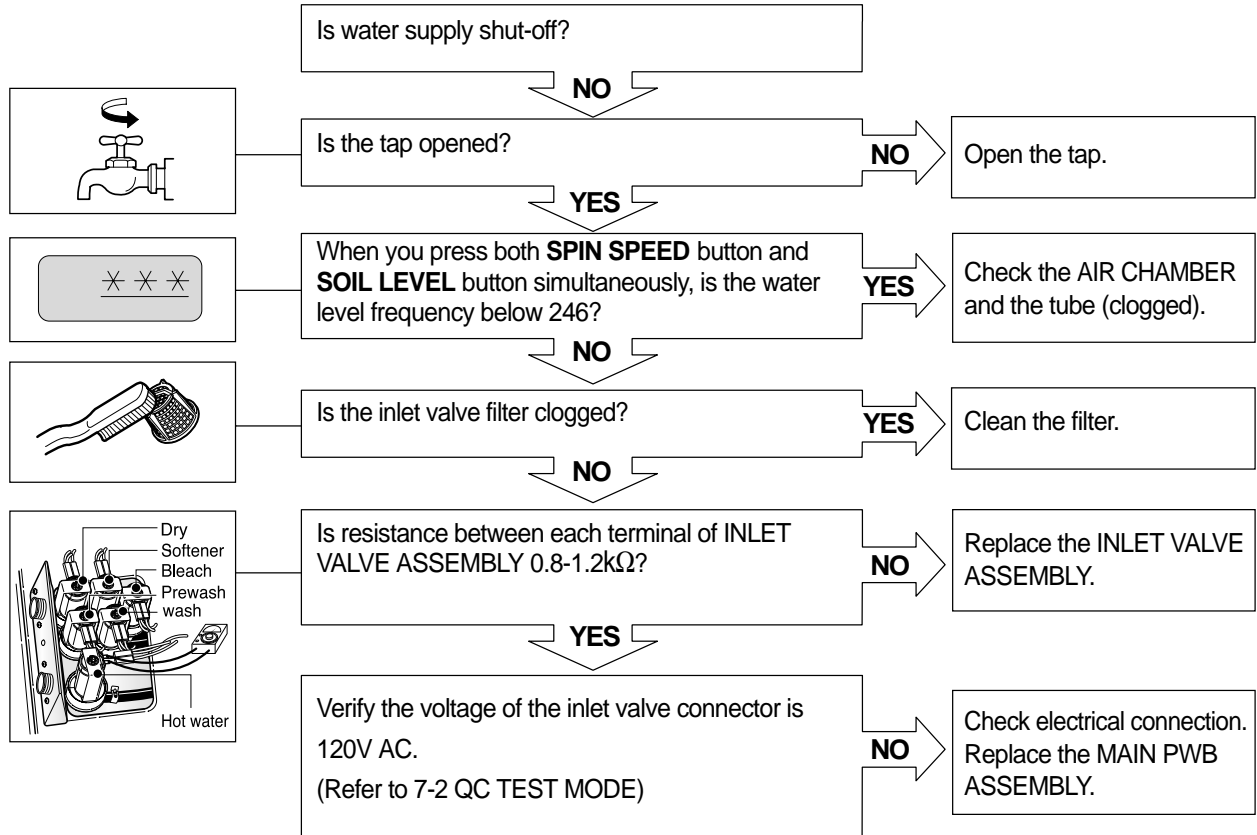 Is water supply shut-off?
NO
Is the tap opened?
NO
Open the tap.
YES
When you press both SPIN SPEED button and
SOIL LEVEL button simultaneously, is the water
level frequency below 246?
YES
Check the AIR CHAMBER
and the tube (clogged).
NO
Is the inlet valve filter clogged?
YES
Clean the filter.
NO
Dry
Softener
Bleach
Prewash
wash
Hot water
Is resistance between each terminal of INLET
VALVE ASSEMBLY 0.8-1.2kΩ?
NO
Replace the INLET VALVE
ASSEMBLY.
YES
Verify the voltage of the inlet valve connector is
120V AC.
(Refer to 7-2 QC TEST MODE)
NO
Check electrical connection.
Replace the MAIN PWB
ASSEMBLY.